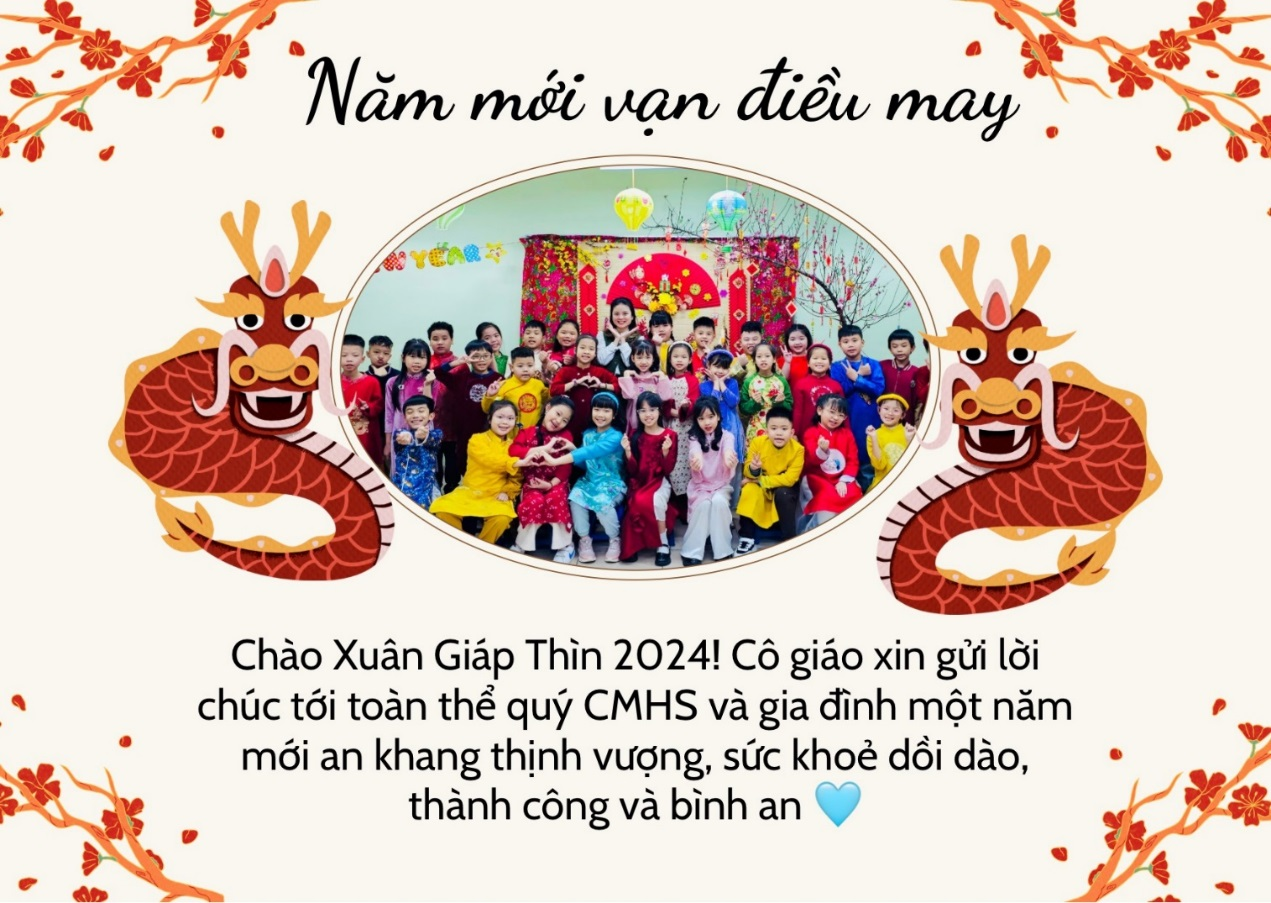 Năm mới vạn điều may
W YEAR
Chào Xuân Giáp Thìn 2024! Cô giáo xin gửi lời
chúc tới toàn thể quý CMHS và gia đình một năm
mới an khang thịnh vượng, sức khoẻ dồi dào,
thành công và bình an 🩵